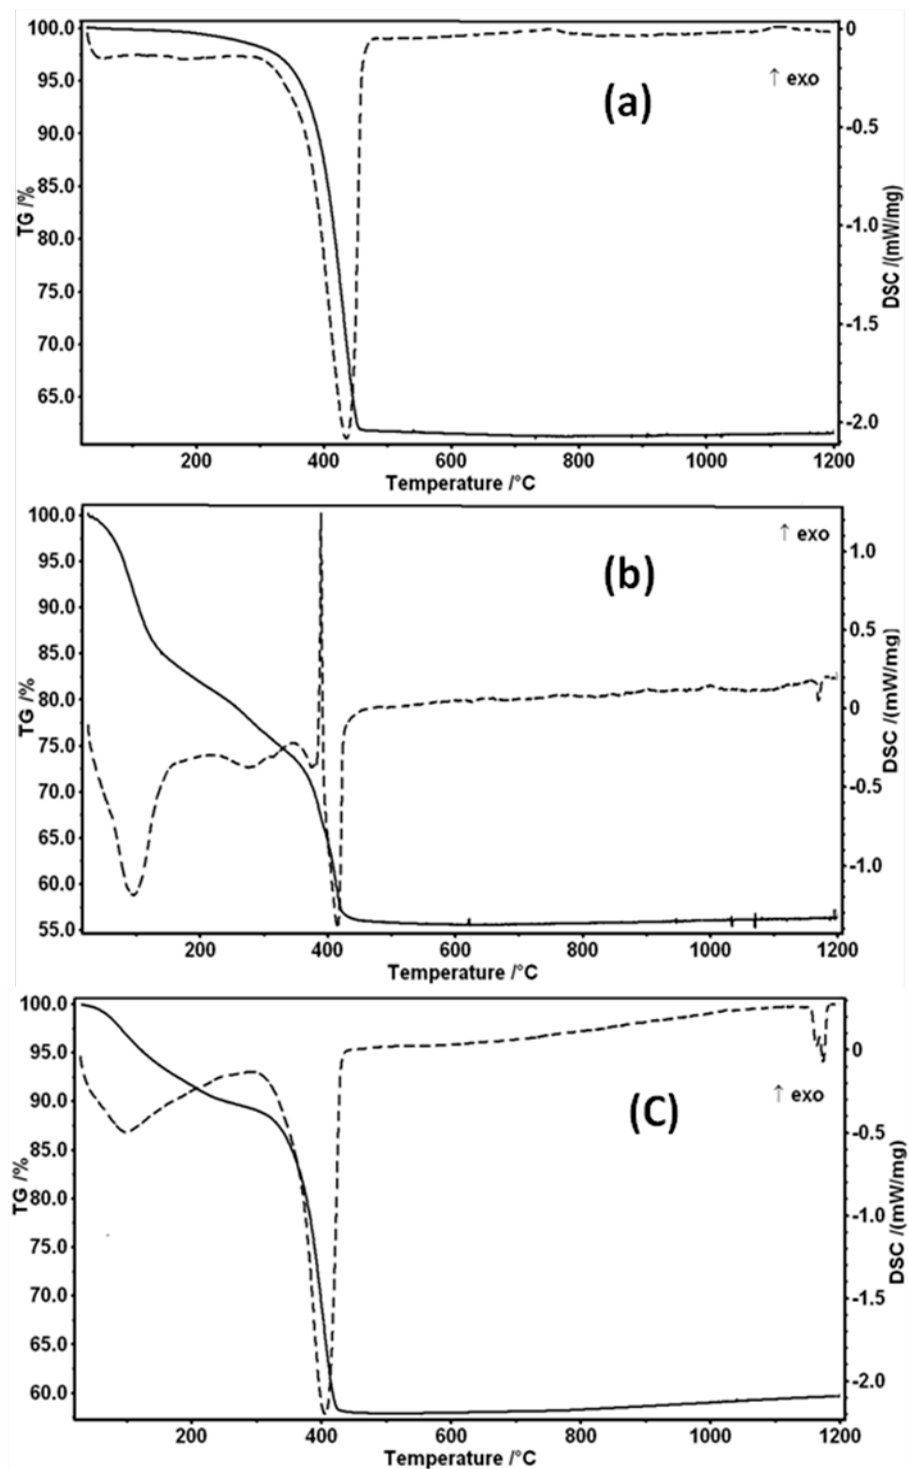 100.0
95.0
90.0
85.0
80.0
75.0
70.0
65.0
TG /%
(a)
↑ exo
0
-0.5
-1.0
-1.5
-2.0
DSC /(mW/mg)
200 400 600 800 1000 1200
Temperature /°C
100.0
95.0
90.0
85.0
80.0
75.0
70.0
65.0
60.0
55.0
TG /%
(b)
↑ exo
1.0
0.5
0
-0.5
-1.0
DSC /(mW/mg)
200 400 600 800 1000 1200
Temperature /°C
100.0
95.0
90.0
85.0
80.0
75.0
70.0
65.0
60.0
TG /%
(C)
↑ exo
0
-0.5
-1.0
-1.5
-2.0
DSC /(mW/mg)
200 400 600 800 1000 1200
Temperature /°C